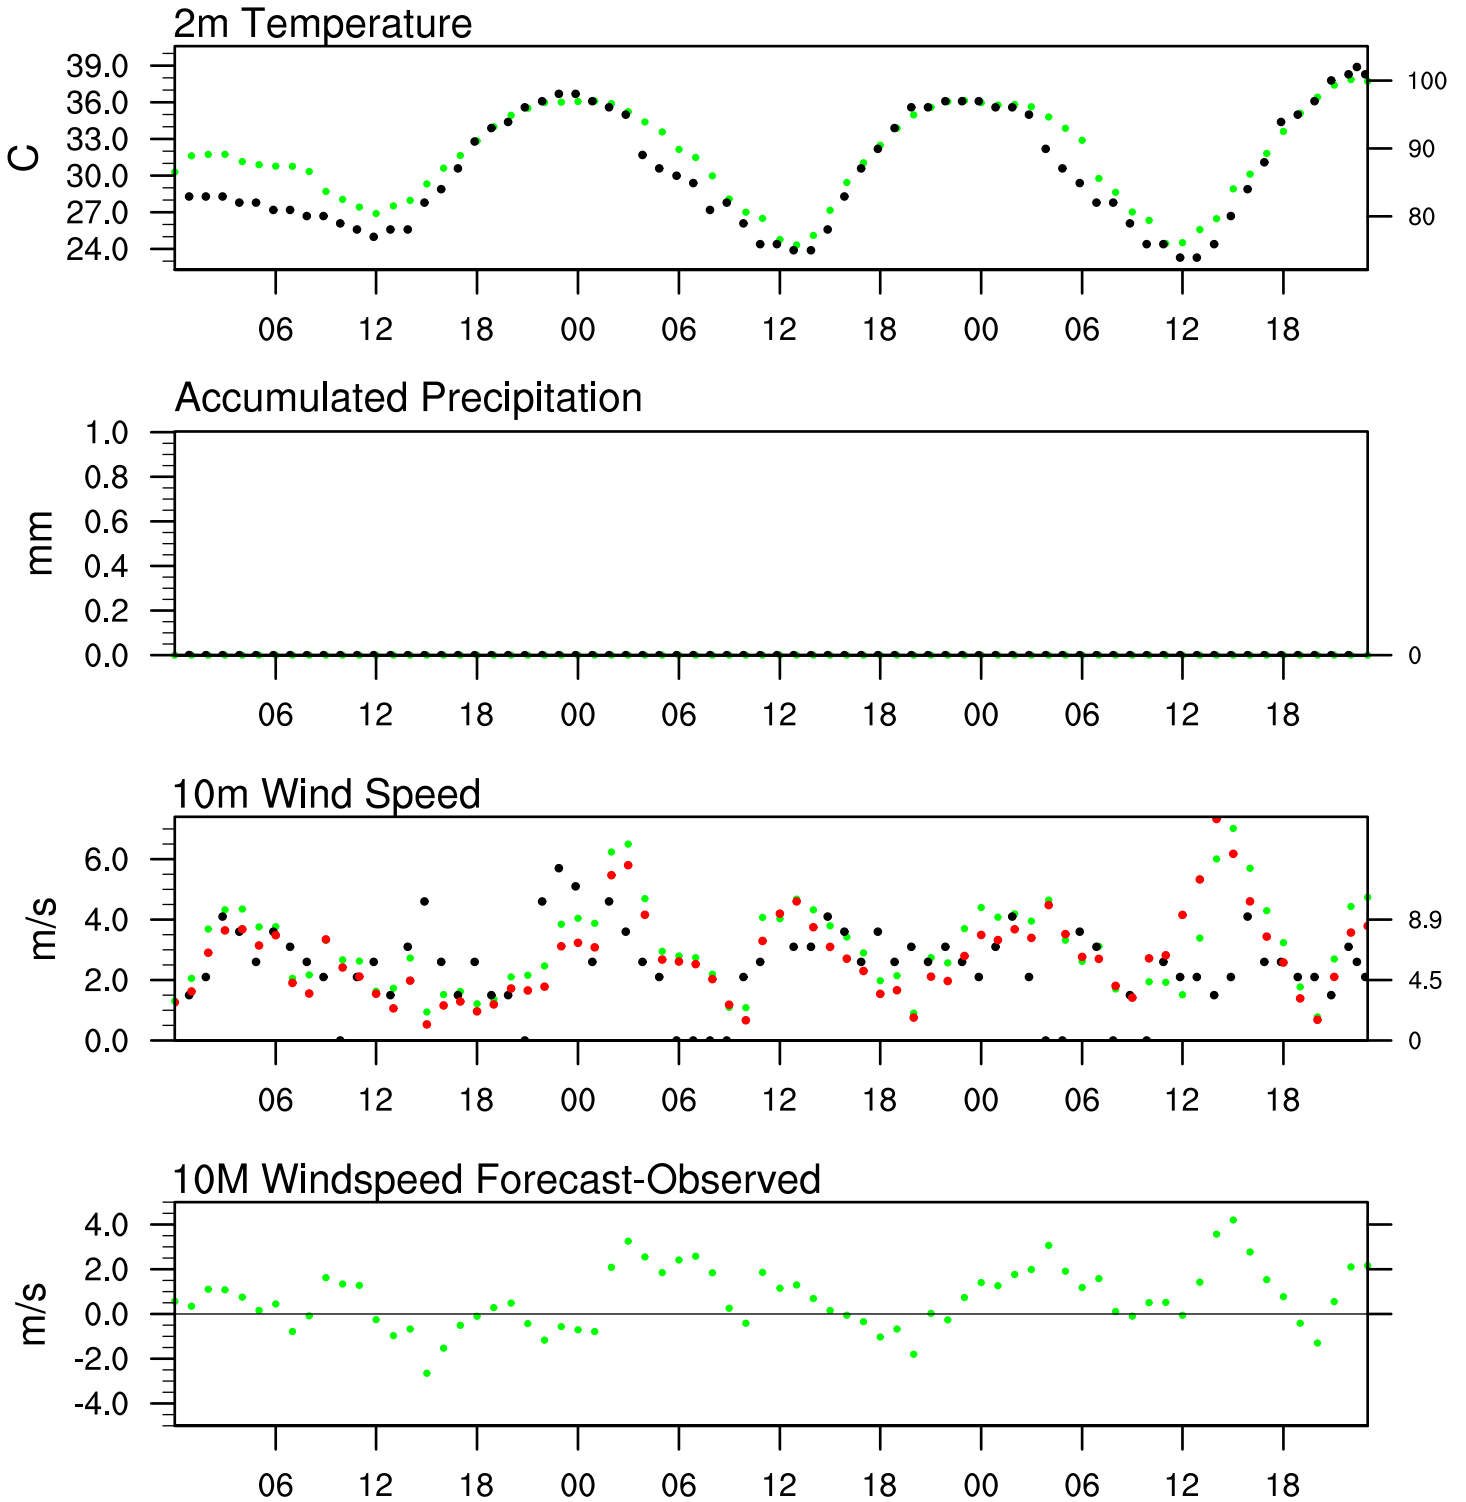 2m Temperature
39.0
36.0
33.0
30.0
27.0
24.0
C
100
90
80
06 12 18 00 06 12 18 00 06 12 18
Accumulated Precipitation
1.0
0.8
0.6
0.4
0.2
0.0
mm
0
06 12 18 00 06 12 18 00 06 12 18
10m Wind Speed
6.0
4.0
2.0
0.0
m/s
8.9
4.5
0
06 12 18 00 06 12 18 00 06 12 18
10M Windspeed Forecast-Observed
4.0
2.0
0.0
-2.0
-4.0
m/s
06 12 18 00 06 12 18 00 06 12 18